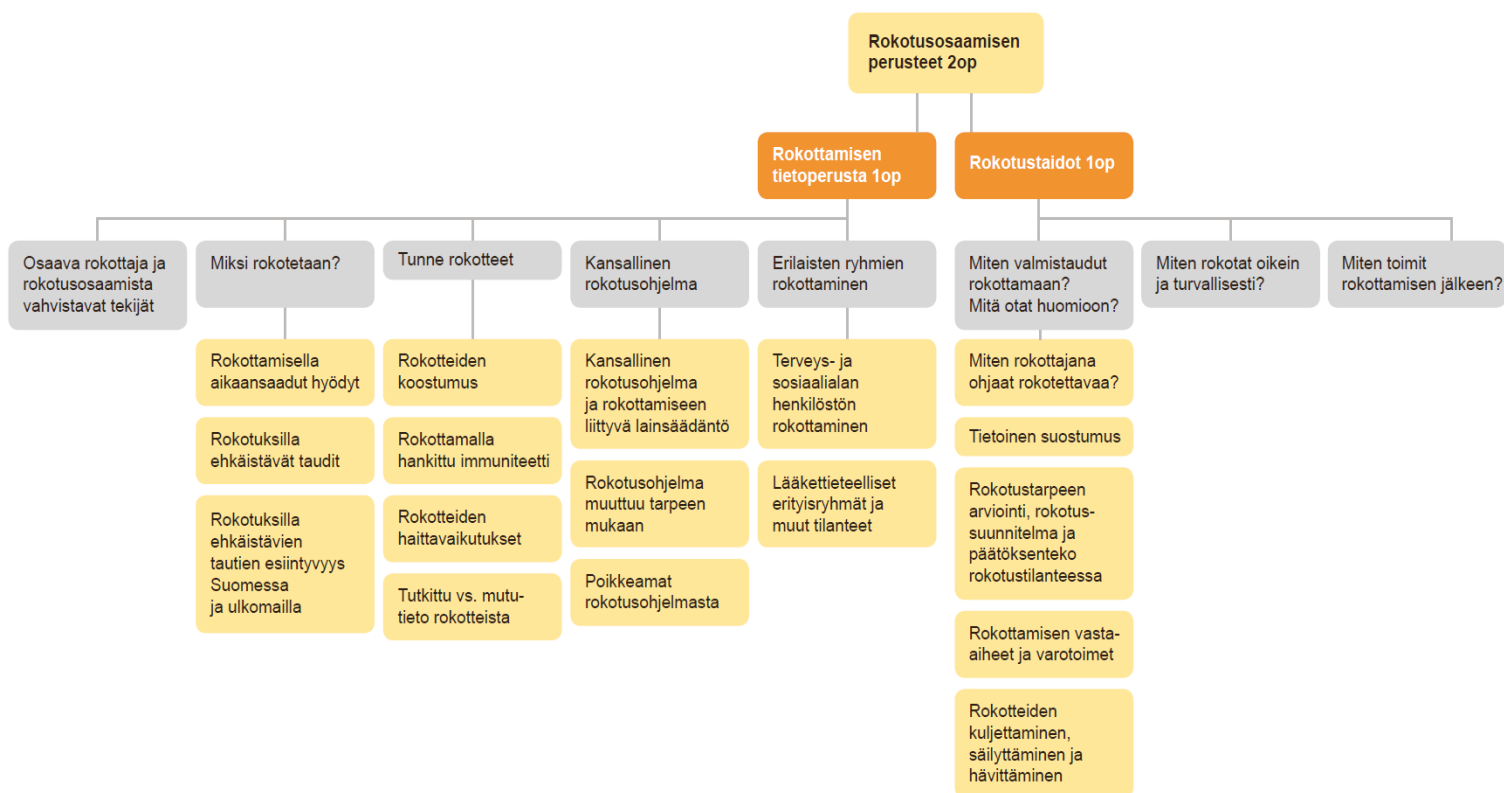 Rokotusosaamisen
perusteet 2op
Rokottamisen
tietoperusta 1op
Rokotustaidot 1op
Osaava rokottaja ja
rokotusosaamista
vahvistavat tekijät
Miksi rokotetaan?
Tunne rokotteet
Kansallinen
rokotusohjelma
Erilaisten ryhmien
rokottaminen
Miten valmistaudut
rokottamaan?
Mitä otat huomioon?
Miten rokotat oikein
ja turvallisesti?
Miten toimit
rokottamisen jälkeen?
Rokottamisella
aikaansaadut hyödyt
Rokotuksilla
ehkäistävät taudit
Rokotuksilla
ehkäistävien
tautien esiintyvyys
Suomessa
ja ulkomailla
Rokotteiden
koostumus
Rokottamalla
hankittu immuniteetti
Rokotteiden
haittavaikutukset
Tutkittu vs. mutu-
tieto rokotteista
Kansallinen
rokotusohjelma
ja rokottamiseen
liittyvä lainsäädäntö
Rokotusohjelma
muuttuu tarpeen
mukaan
Poikkeamat
rokotusohjelmasta
Terveys- ja
sosiaalialan
henkilöstön
rokottaminen
Lääkettieteelliset
erityisryhmät ja
muut tilanteet
Miten rokottajana
ohjaat rokotettavaa?
Tietoinen suostumus
Rokotustarpeen
arviointi, rokotus-
suunnitelma ja
päätöksenteko
rokotustilanteessa
Rokottamisen vasta-
aiheet ja varotoimet
Rokotteiden
kuljettaminen,
säilyttäminen ja
hävittäminen